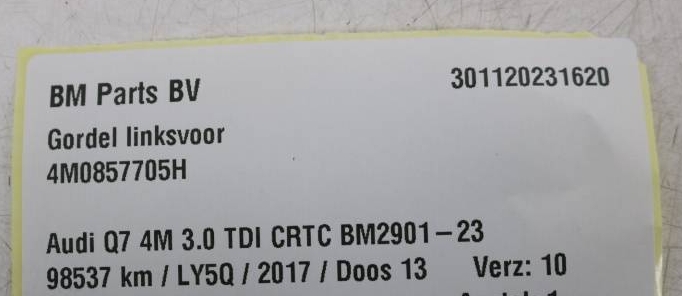 BM Parts BV 301120231620
Gordel linksvoor
4M0857705H
Audi Q7 4M 3.0 TDI CRTC BM2901-23
98537 km / LY5Q / 2017 / Doos 13 Verz: 10